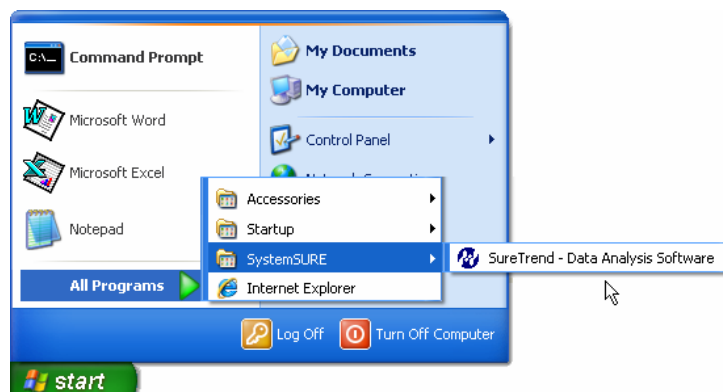 C:\_
Command Prompt
Microsoft Word
Microsoft Excel
Notepad
All Programs
My Documents
My Computer
Control Panel
Accessories
Startup
SystemSURE
Internet Explorer
SureTrend - Data Analysis Software
Log Off
Turn Off Computer
start